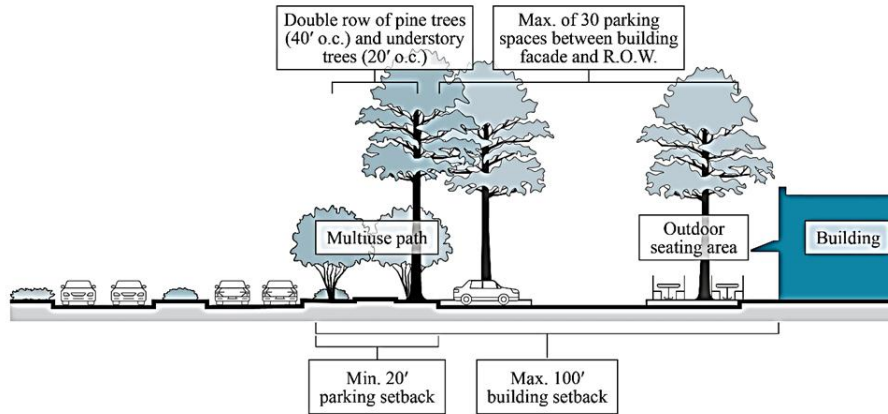 Double row of pine trees
(40′ o.c.) and understory
trees (20′ o.c.)
Max. of 30 parking
spaces between building
facade and R.O.W.
Multiuse path
Outdoor
seating area
Building
Min. 20′
parking setback
Max. 100′
building setback